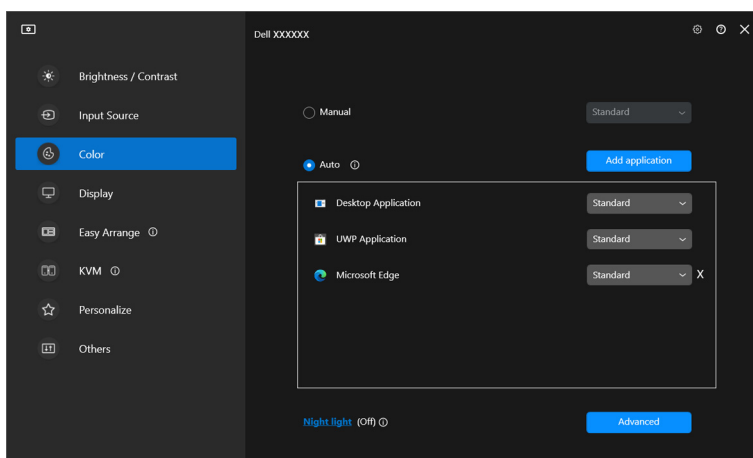 Dell XXXXXX
Brightness / Contrast
Input Source
Color
Display
Easy Arrange
KVM
Personalize
Others
Manual
Standard
Auto
Add application
Desktop Application
Standard
UWP Application
Standard
Microsoft Edge
Standard
X
Night light (Off)
Advanced